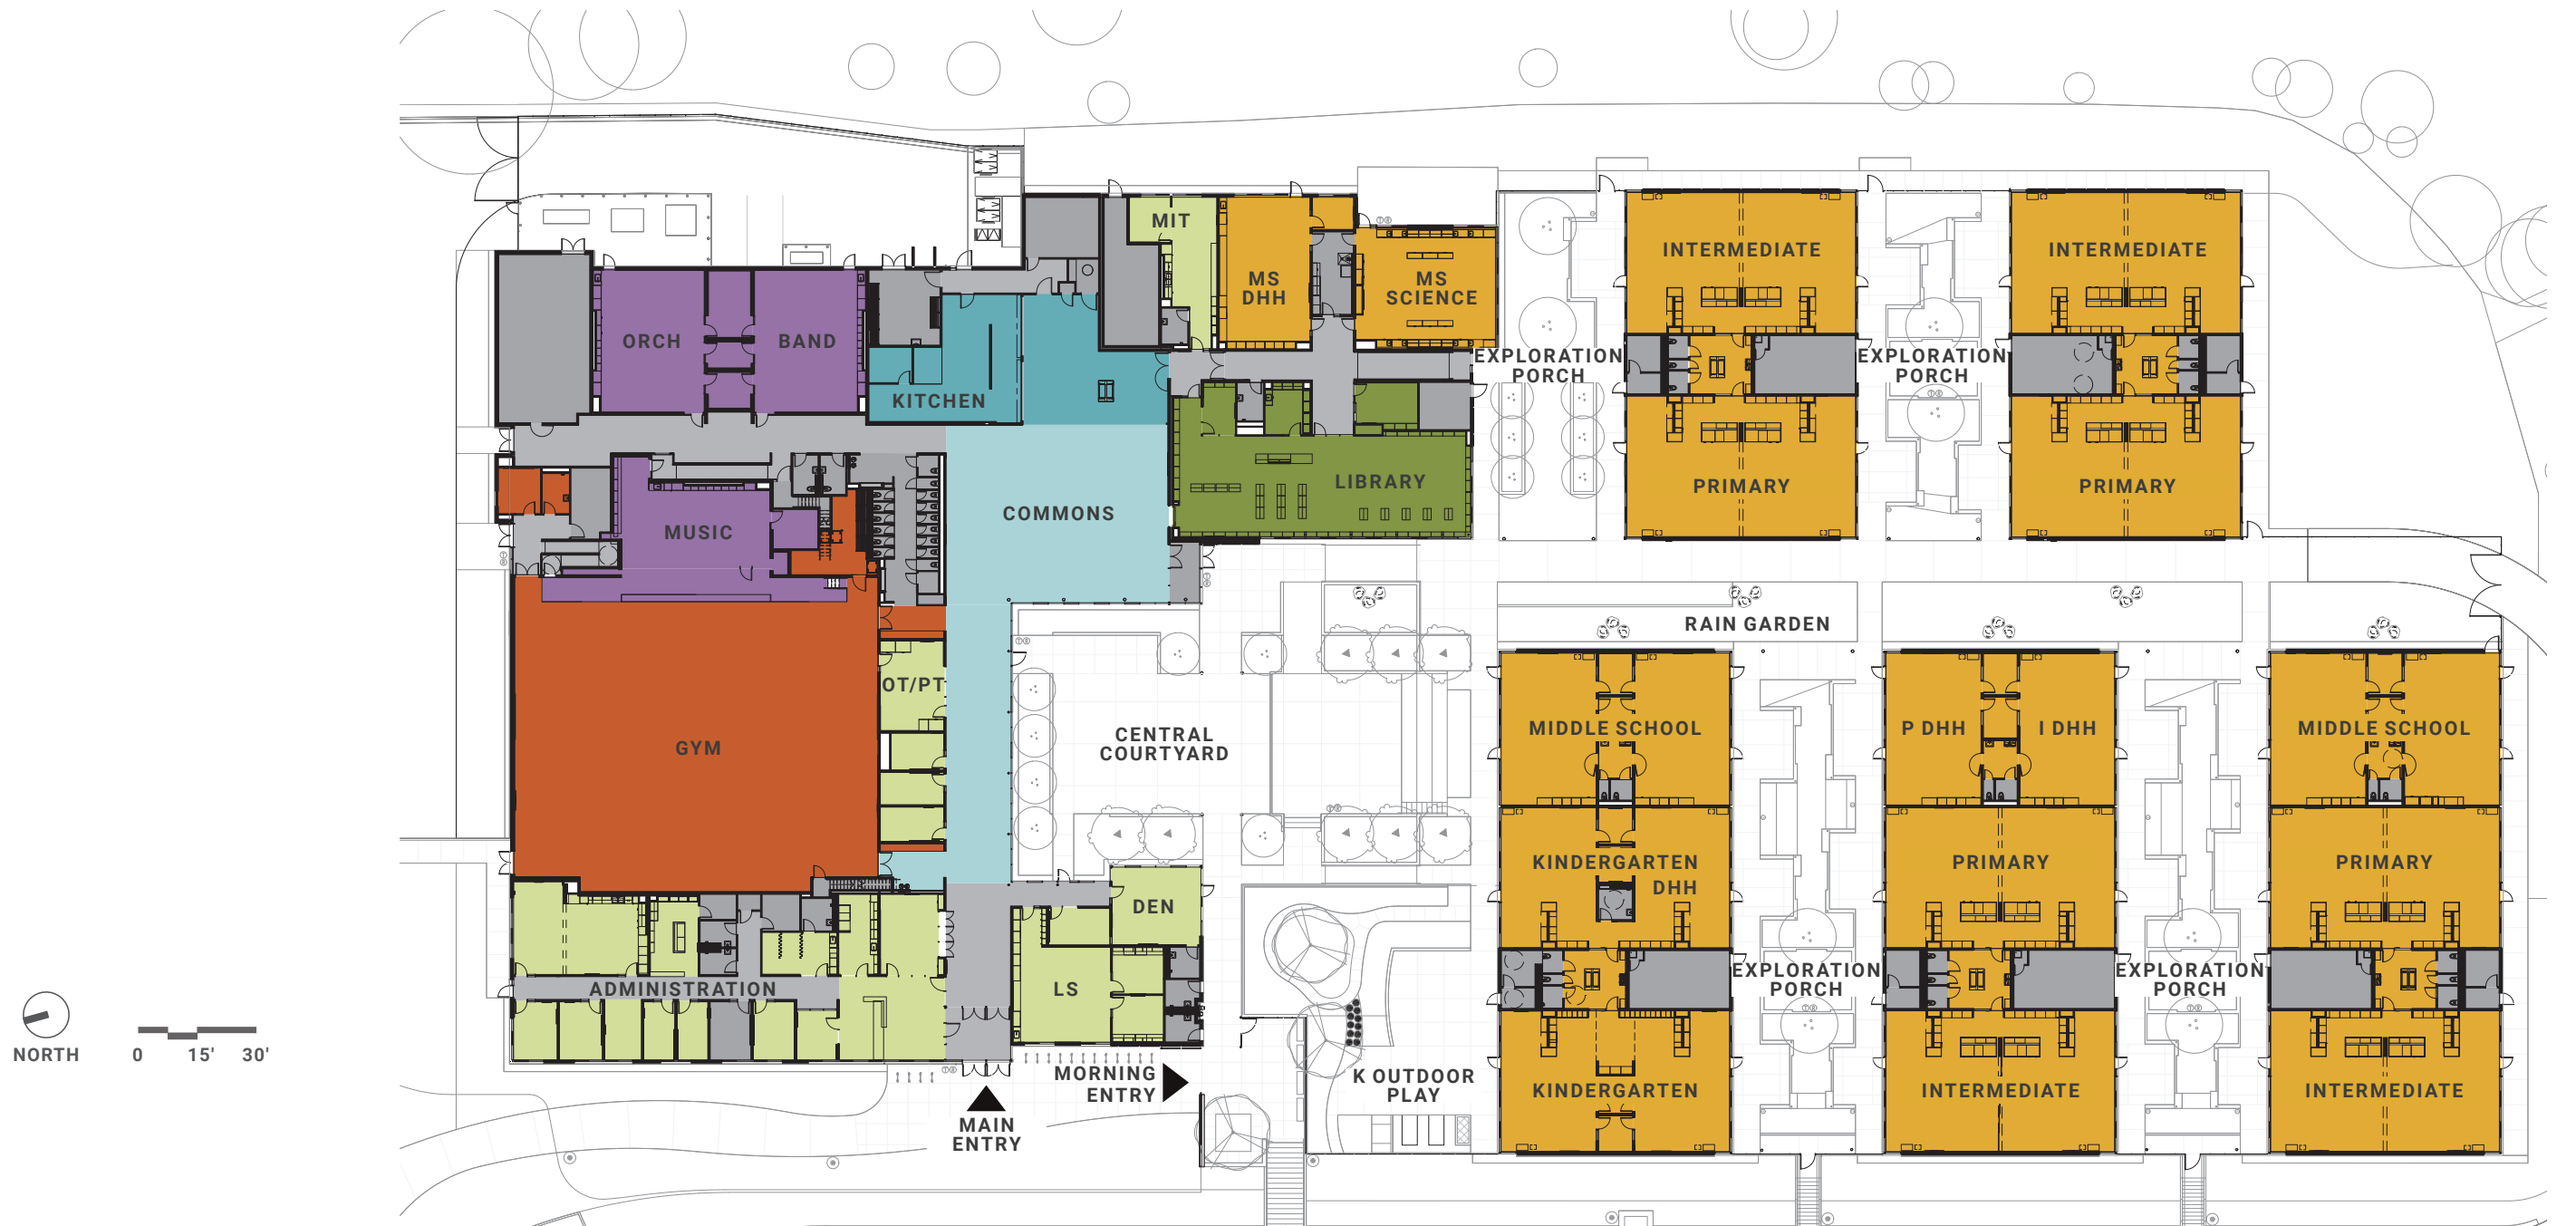 MIT
INTERMEDIATE
INTERMEDIATE
MS
DHH
MS
SCIENCE
ORCH
BAND
KITCHEN
EXPLORATION
PORCH
EXPLORATION
PORCH
LIBRARY
PRIMARY
PRIMARY
COMMONS
MUSIC
RAIN GARDEN
OT/PT
GYM
CENTRAL
COURTYARD
MIDDLE SCHOOL
P DHH
I DHH
MIDDLE SCHOOL
KINDERGARTEN
DHH
PRIMARY
PRIMARY
DEN
LS
ADMINISTRATION
EXPLORATION
PORCH
EXPLORATION
PORCH
NORTH
0
15'
30'
MORNING
ENTRY
MAIN
ENTRY
K OUTDOOR
PLAY
KINDERGARTEN
INTERMEDIATE
INTERMEDIATE